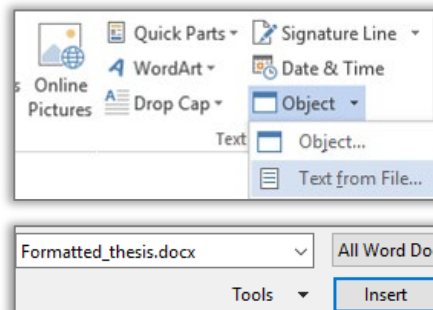 Quick Parts
Signature Line
Online
Pictures
WordArt
Date & Time
Drop Cap
Object
Text
Object...
Text from File...
Formatted_thesis.docx
All Word Do
Tools
Insert